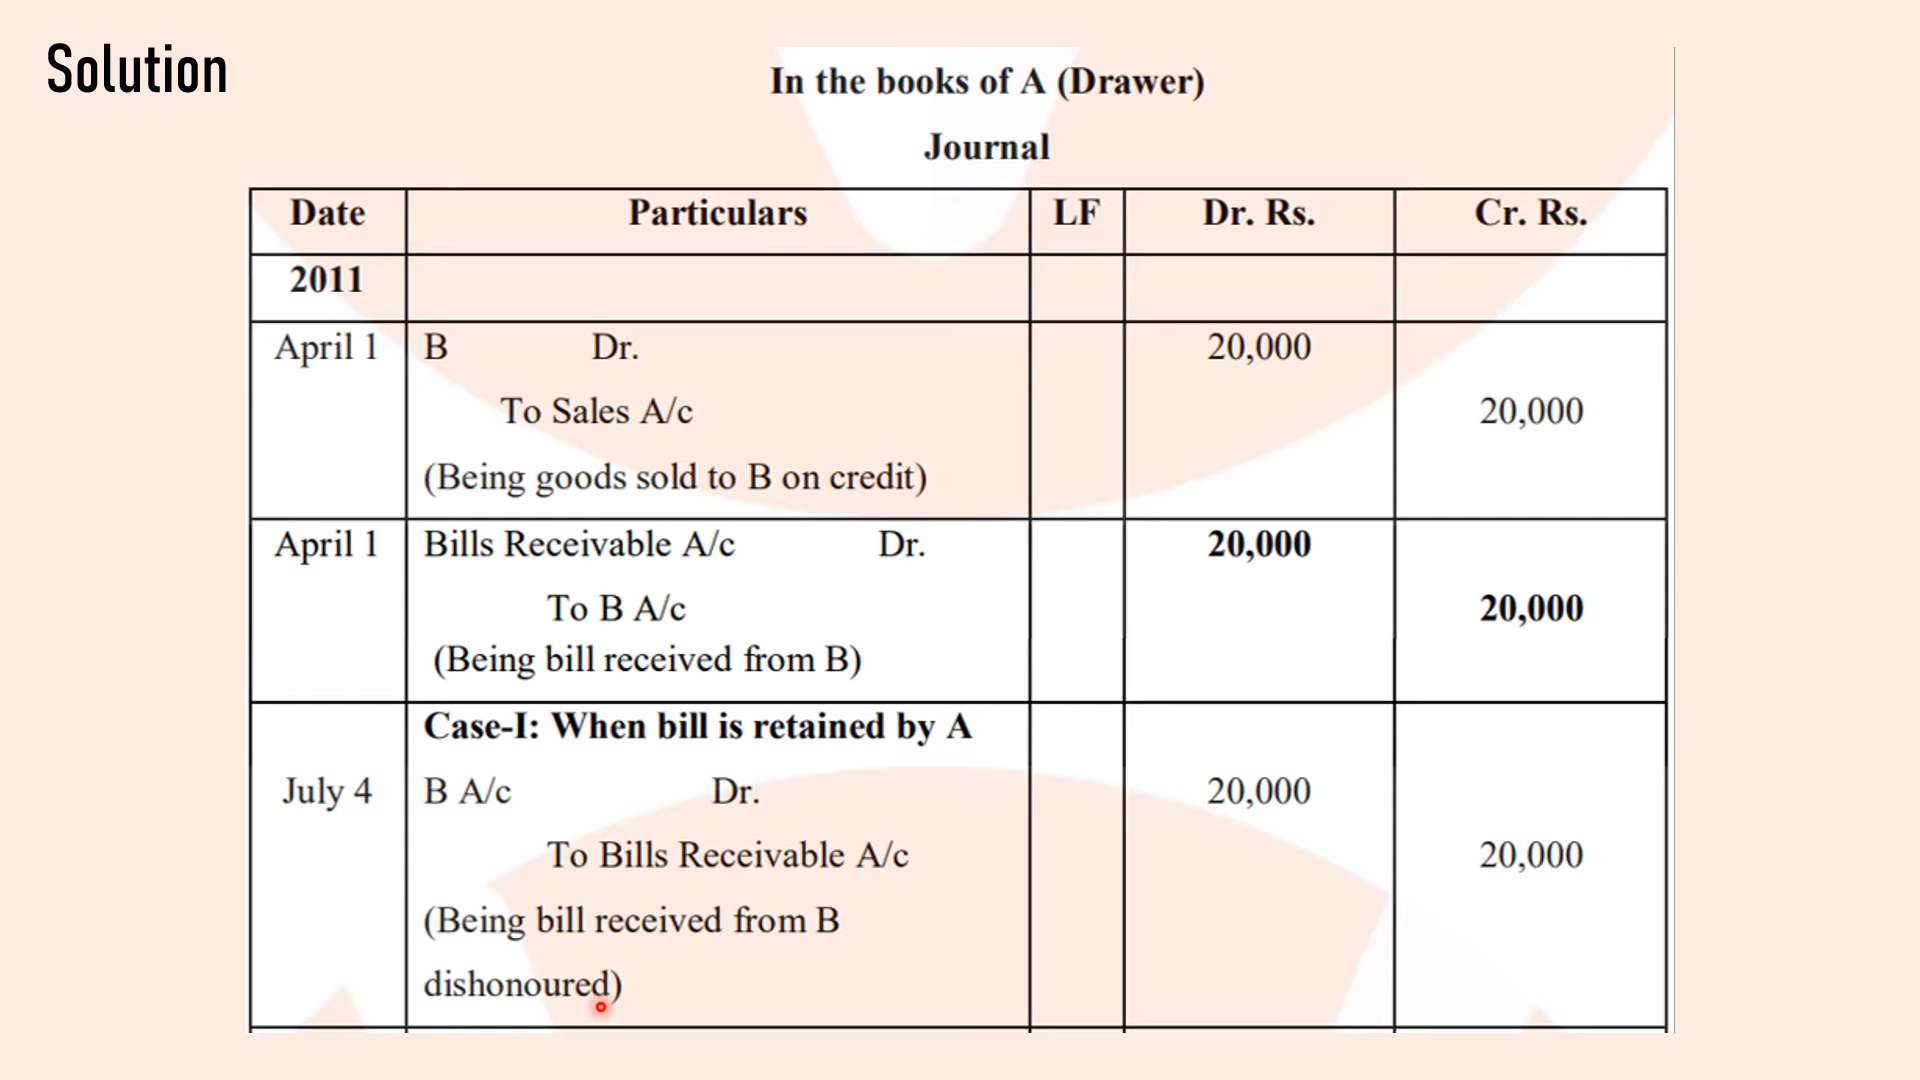 Solution
In the books of A (Drawer)
Journal
Date Particulars LF Dr. Rs. Cr. Rs.
2011
April 1 B Dr. 20,000
To Sales A/c 20,000
(Being goods sold to B on credit)
April 1 Bills Receivable A/c Dr. 20,000
To B A/c 20,000
(Being bill received from B)
Case-I: When bill is retained by A
July 4 B A/c Dr. 20,000
To Bills Receivable A/c 20,000
(Being bill received from B
dishonoured)